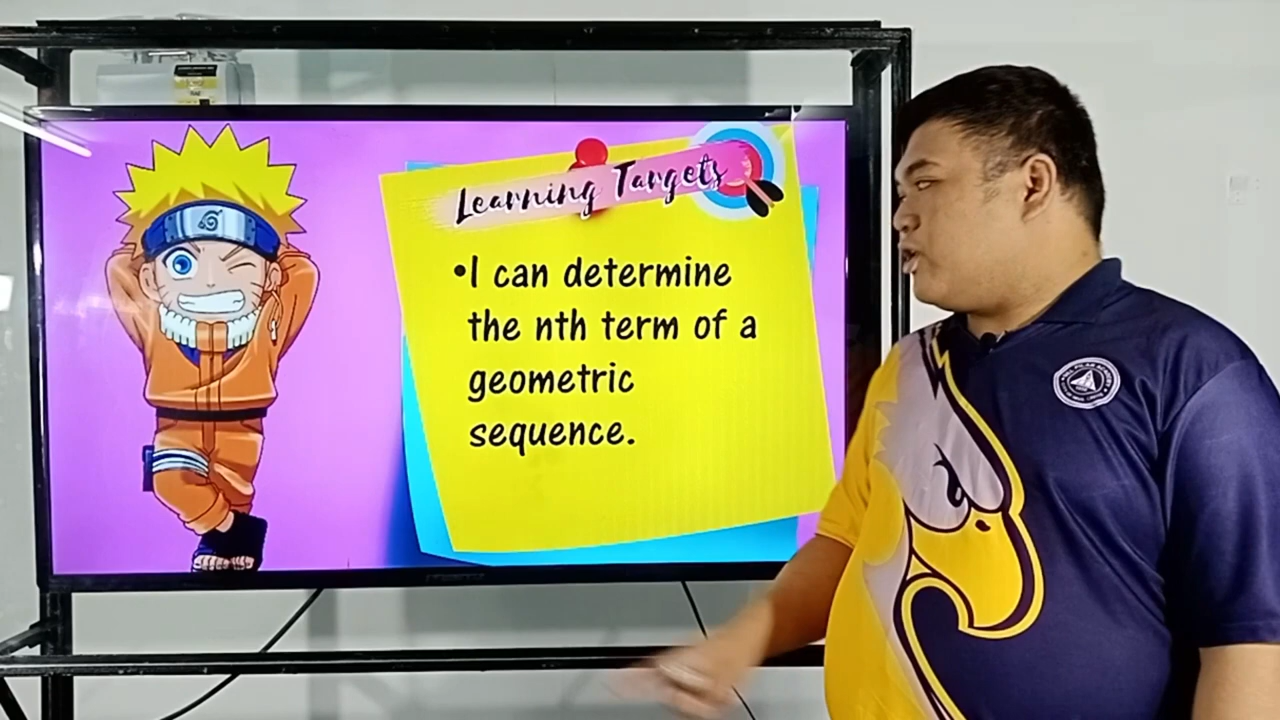 Learning Targets
•I can determine
the nth term of a
geometric
sequence.